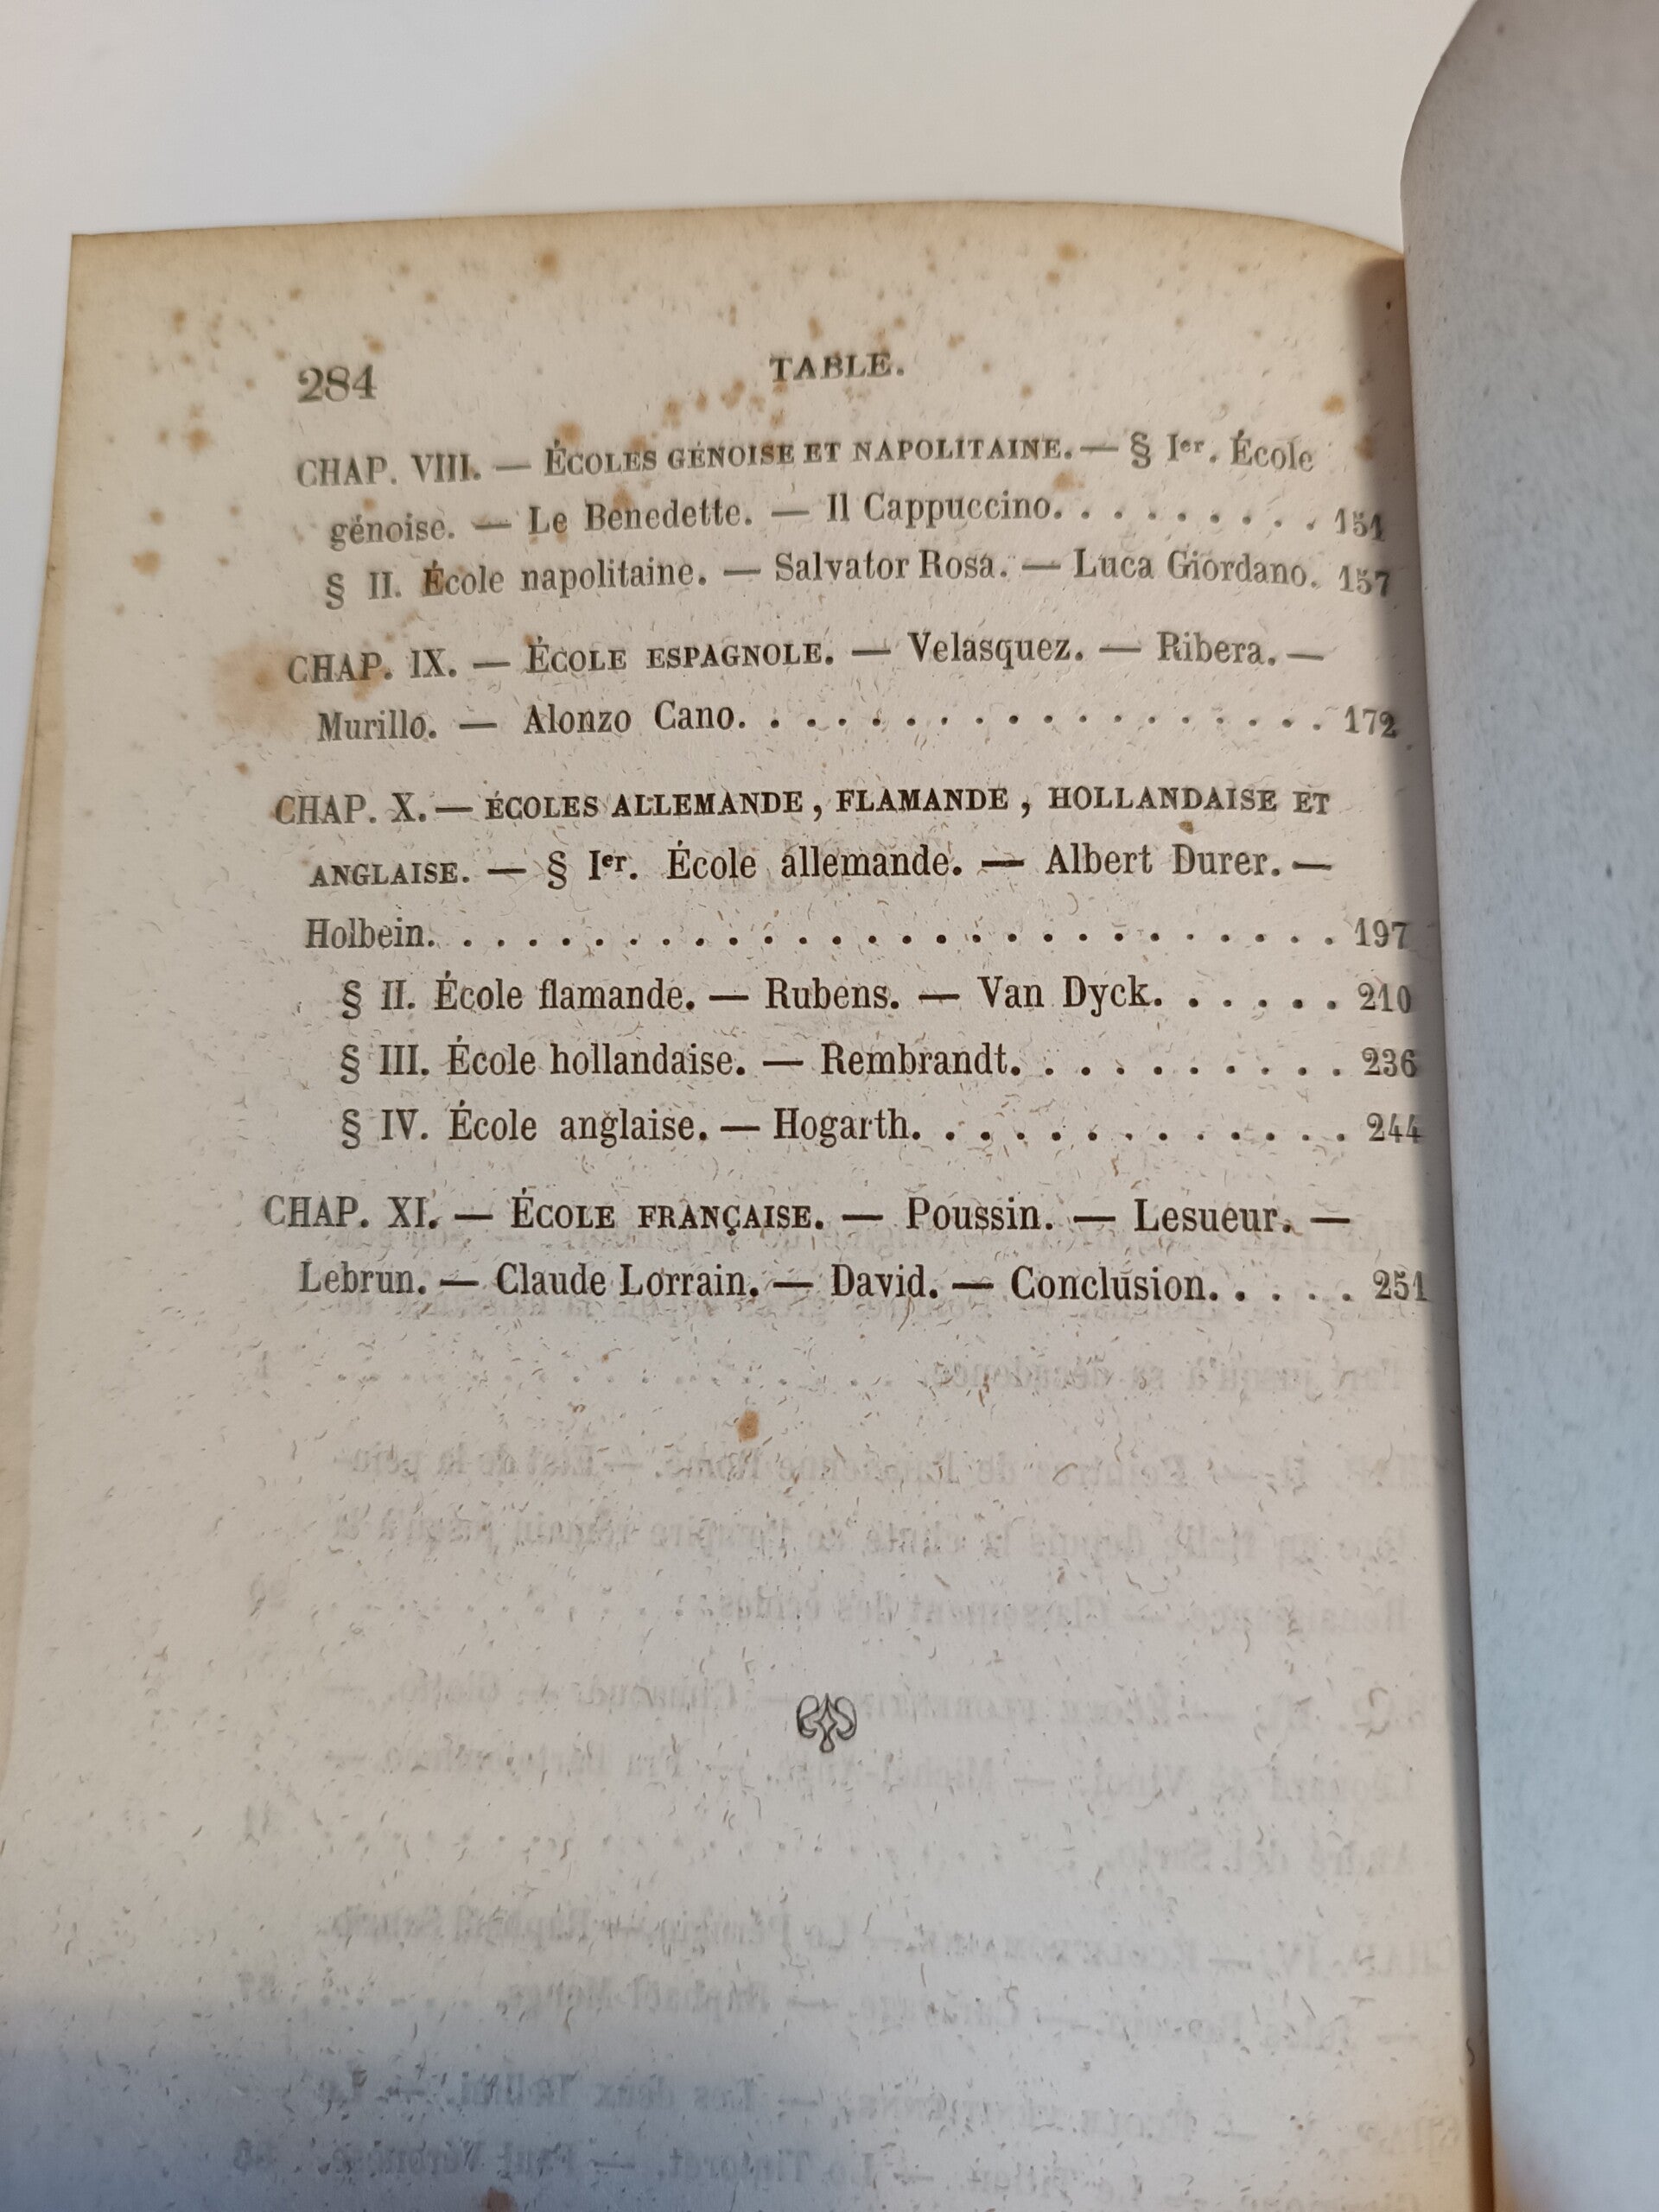 284 TABLE.
CHAP. VIII. — ÉCOLES GÉNOISE ET NAPOLITAINE. — § Ier. École
génoise. — Le Benedette. — Il Cappuccino. . . . . . . . . 151
§ II. École napolitaine. — Salvator Rosa. — Luca Giordano. 157
CHAP. IX. — ÉCOLE ESPAGNOLE. — Velasquez. — Ribera. —
Murillo. — Alonzo Cano. . . . . . . . . . . . . . . . . . 172
CHAP. X. — ÉCOLES ALLEMANDE, FLAMANDE, HOLLANDAISE ET
ANGLAISE. — § Ier. École allemande. — Albert Durer. —
Holbein. . . . . . . . . . . . . . . . . . . . . . . . . . . 197
§ II. École flamande. — Rubens. — Van Dyck. . . . . . 210
§ III. École hollandaise. — Rembrandt. . . . . . . . . . 236
§ IV. École anglaise. — Hogarth. . . . . . . . . . . . . 244
CHAP. XI. — ÉCOLE FRANÇAISE. — Poussin. — Lesueur. —
Lebrun. — Claude Lorrain. — David. — Conclusion. . . . . 251